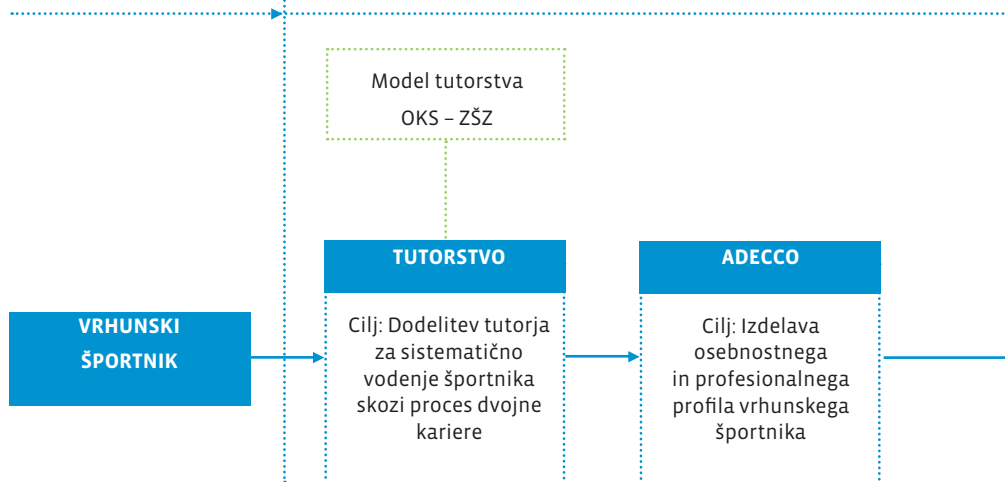 Model tutorstva
OKS – ZŠZ
TUTORSTVO
ADECCO
VRHUNSKI
ŠPORTNIK
Cilj: Dodelitev tutorja
za sistematično
vodenje športnika
skozi proces dvojne
kariere
Cilj: Izdelava
osebnostnega
in profesionalnega
profila vrhunskega
športnika